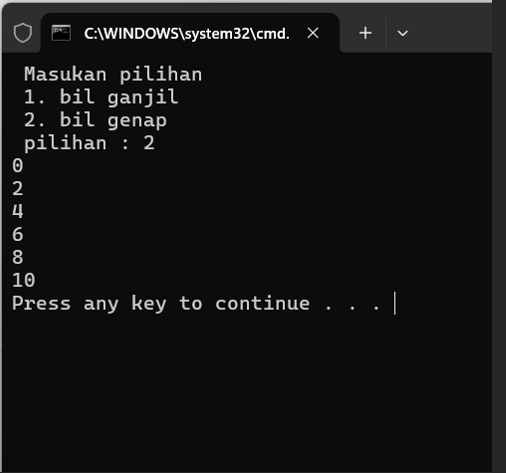 C:\WINDOWS\system32\cmd.
Masukan pilihan
1. bil ganjil
2. bil genap
pilihan : 2
0
2
4
6
8
10
Press any key to continue . . .